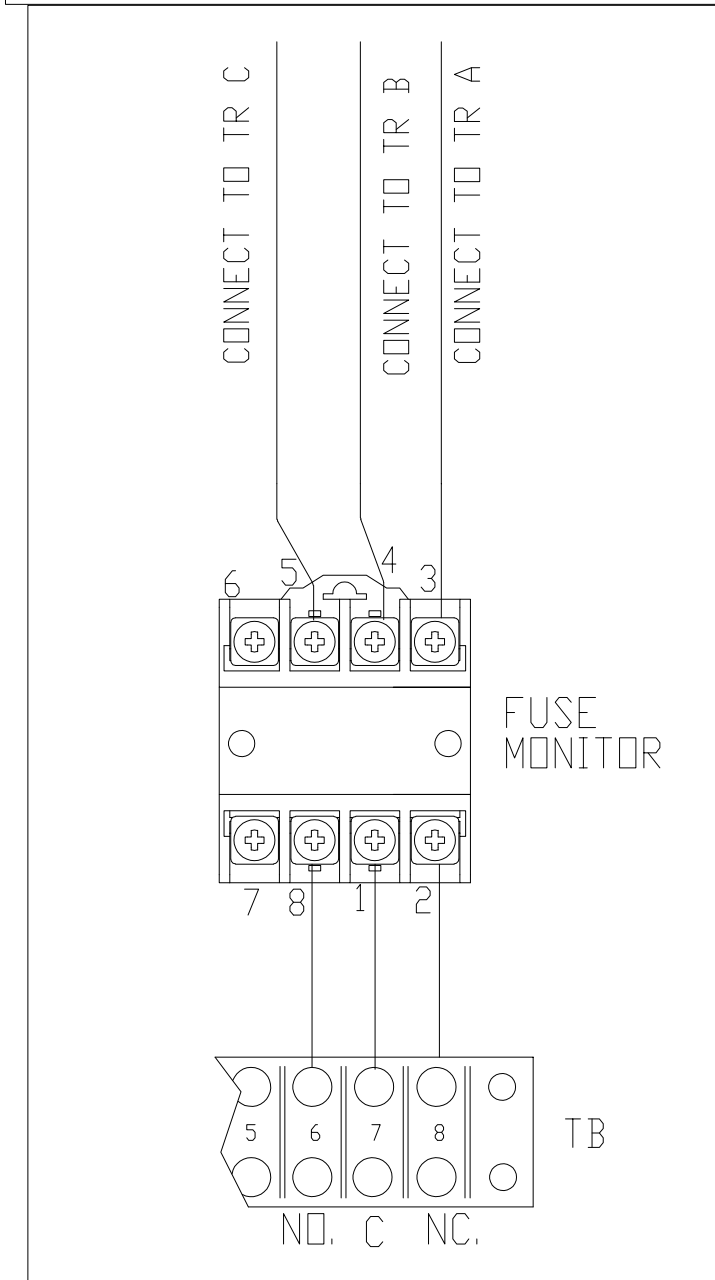 CONNECT TO TR C
CONNECT TO TR B
CONNECT TO TR A
6 5 4 3
FUSE
MONITOR
7 8 1 2
5 6 7 8
TB
NO. C NC.